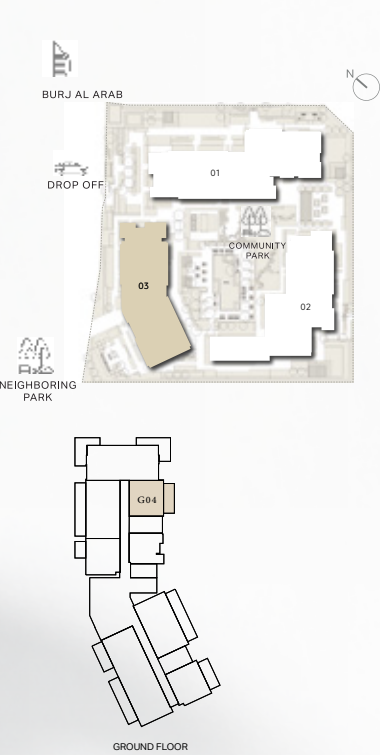 BURJ AL ARAB
N
DROP OFF
01
COMMUNITY
PARK
03
02
NEIGHBORING
PARK
G04
GROUND FLOOR